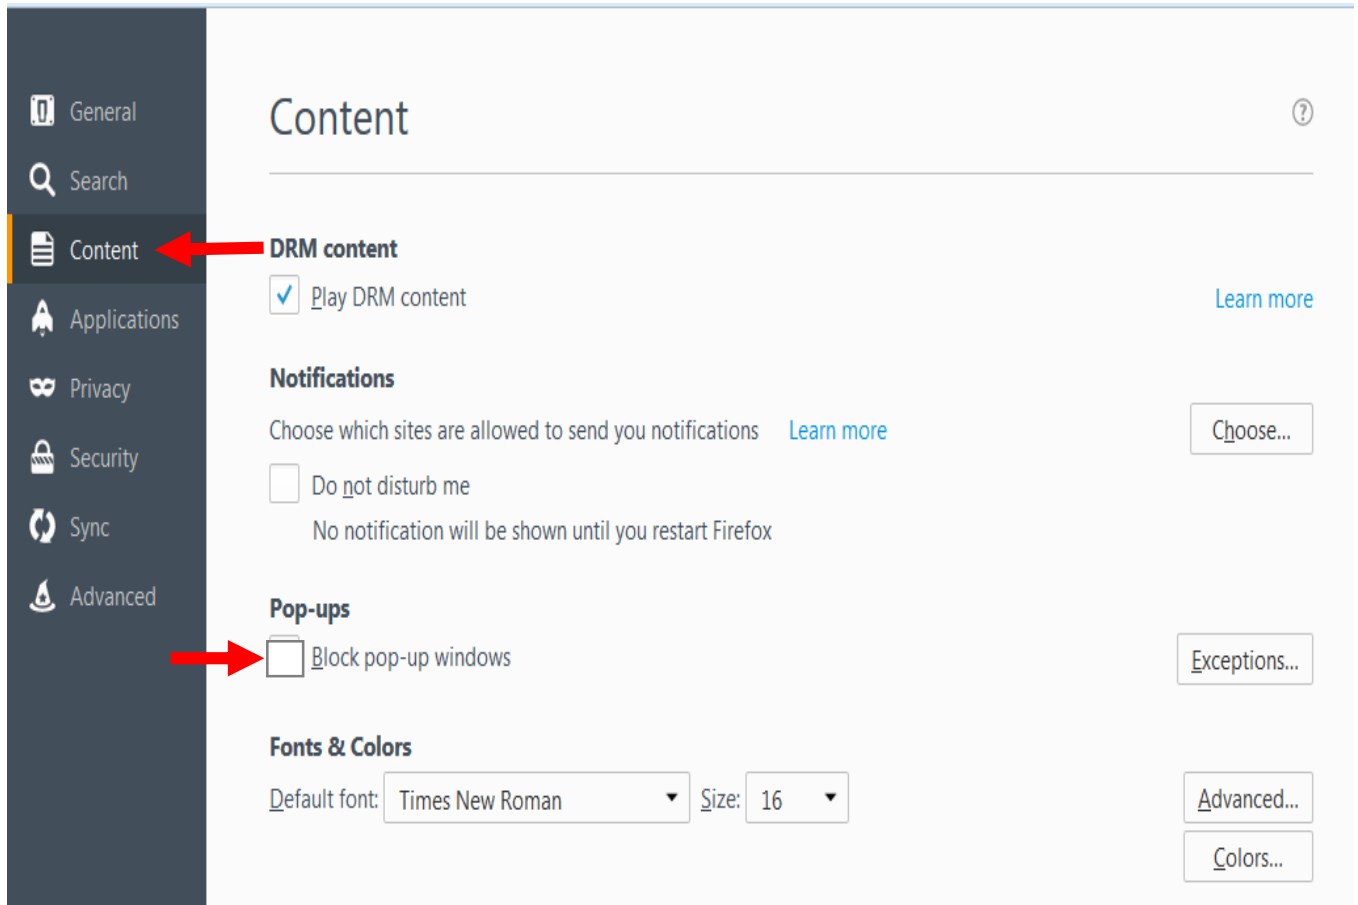 General
Search
Content
Applications
Privacy
Security
Sync
Advanced
Content
?
DRM content
Play DRM content
Learn more
Notifications
Choose which sites are allowed to send you notifications Learn more
Choose...
Do not disturb me
No notification will be shown until you restart Firefox
Pop-ups
Block pop-up windows
Exceptions...
Fonts & Colors
Default font: Times New Roman Size: 16
Advanced...
Colors...